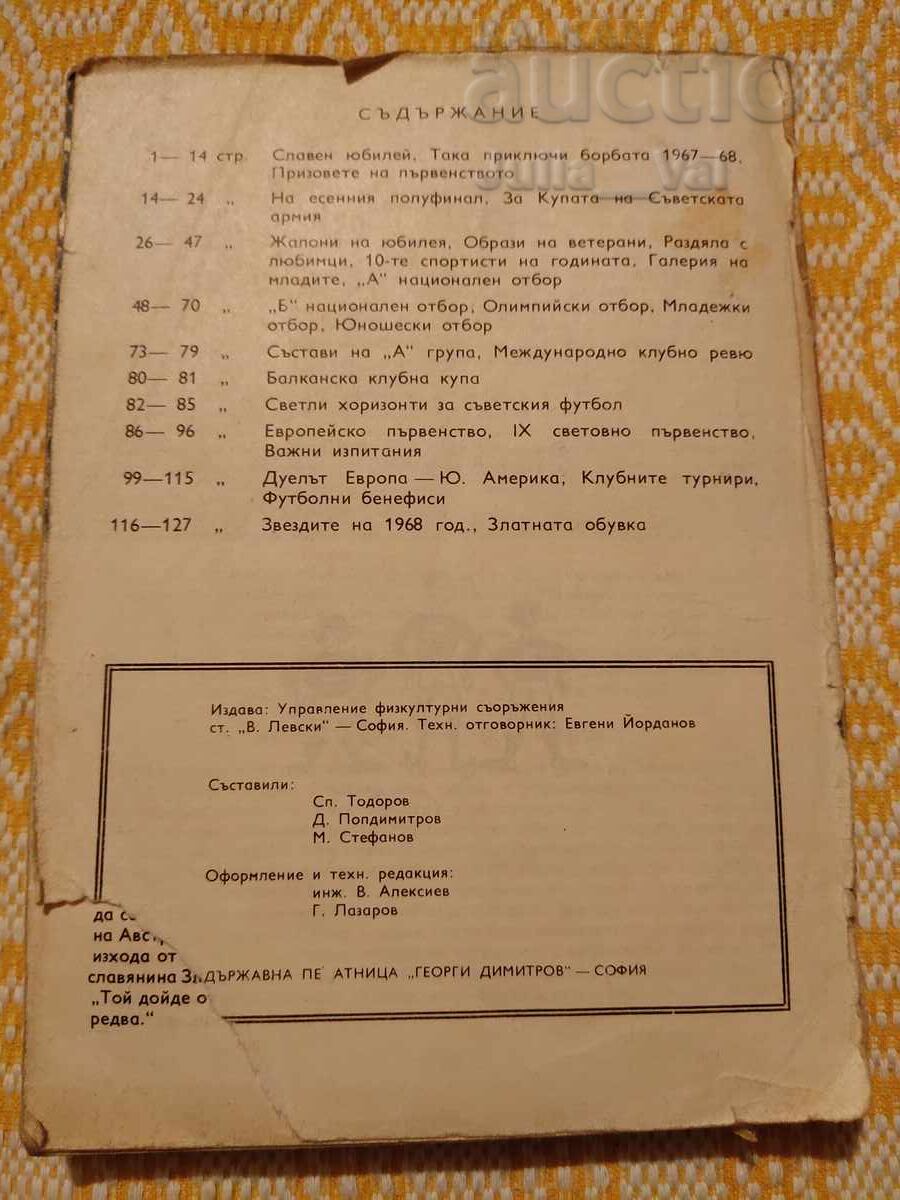 BALKAN
auction
СЪДЪРЖАНИЕ
1— 14 стр. Славен юбилей, Така приключи борбата 1967—68,
Призовете на първенството
14— 24 „ На есенния полуфинал, За Купата на Съветската
армия
26— 47 „ Жалони на юбилея, Образи на ветерани, Раздяла с
любимци, 10-те спортисти на годината, Галерия на
младите, „А" национален отбор
48— 70 „ „Б" национален отбор, Олимпийски отбор, Младежки
отбор, Юношески отбор
73— 79 „ Състави на „А" група, Международно клубно ревю
80— 81 „ Балканска клубна купа
82— 85 „ Светли хоризонти за съветския футбол
86— 96 „ Европейско първенство, IX световно първенство,
Важни изпитания
99—115 „ Дуелът Европа — Ю. Америка, Клубните турнири,
Футболни бенефиси
116—127 „ Звездите на 1968 год., Златната обувка
Издава: Управление физкултурни съоръжения
ст. „В. Левски" — София. Техн. отговорник: Евгени Йорданов
Съставили:
Сп. Тодоров
Д. Попдимитров
М. Стефанов
Оформление и техн. редакция:
инж. В. Алексиев
Г. Лазаров
да
на
изхода от
славянина
ДЪРЖАВНА ПЕ АТНИЦА „ГЕОРГИ ДИМИТРОВ" — СОФИЯ
„Той дойде
редва."